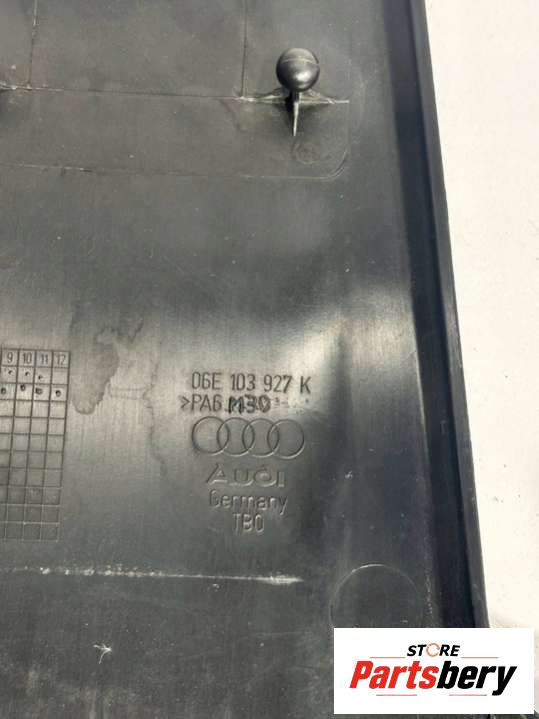 9 10 11 12
06E 103 927 K
>PA6 M30
Audi
Germany
TBO
STORE
Partsbery